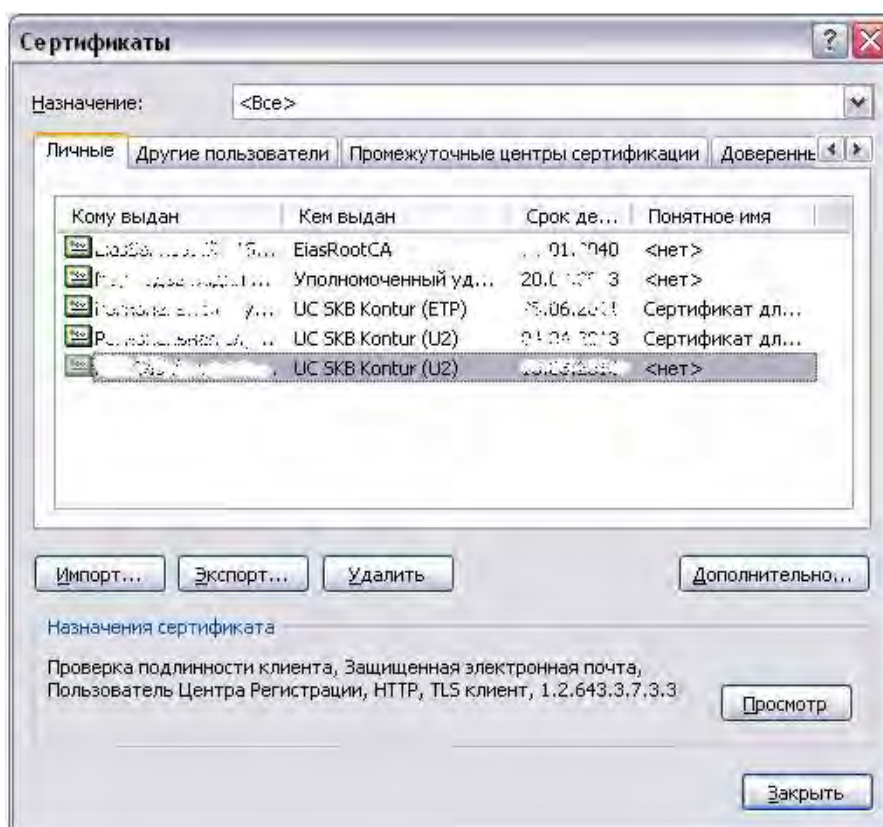 Сертификаты
Назначение: <Все>
Личные Другие пользователи Промежуточные центры сертификации Доверенны
Кому выдан Кем выдан Срок де... Понятное имя
EiasRootCA <нет>
Уполномоченный уд... <нет>
UC SKB Kontur (ETP) Сертификат дл...
UC SKB Kontur (U2) Сертификат дл...
UC SKB Kontur (U2) <нет>
Импорт... Экспорт... Удалить Дополнительно...
Назначения сертификата
Проверка подлинности клиента, Защищенная электронная почта,
Пользователь Центра Регистрации, HTTP, TLS клиент, 1.2.643.3.7.3.3
Просмотр
Закрыть